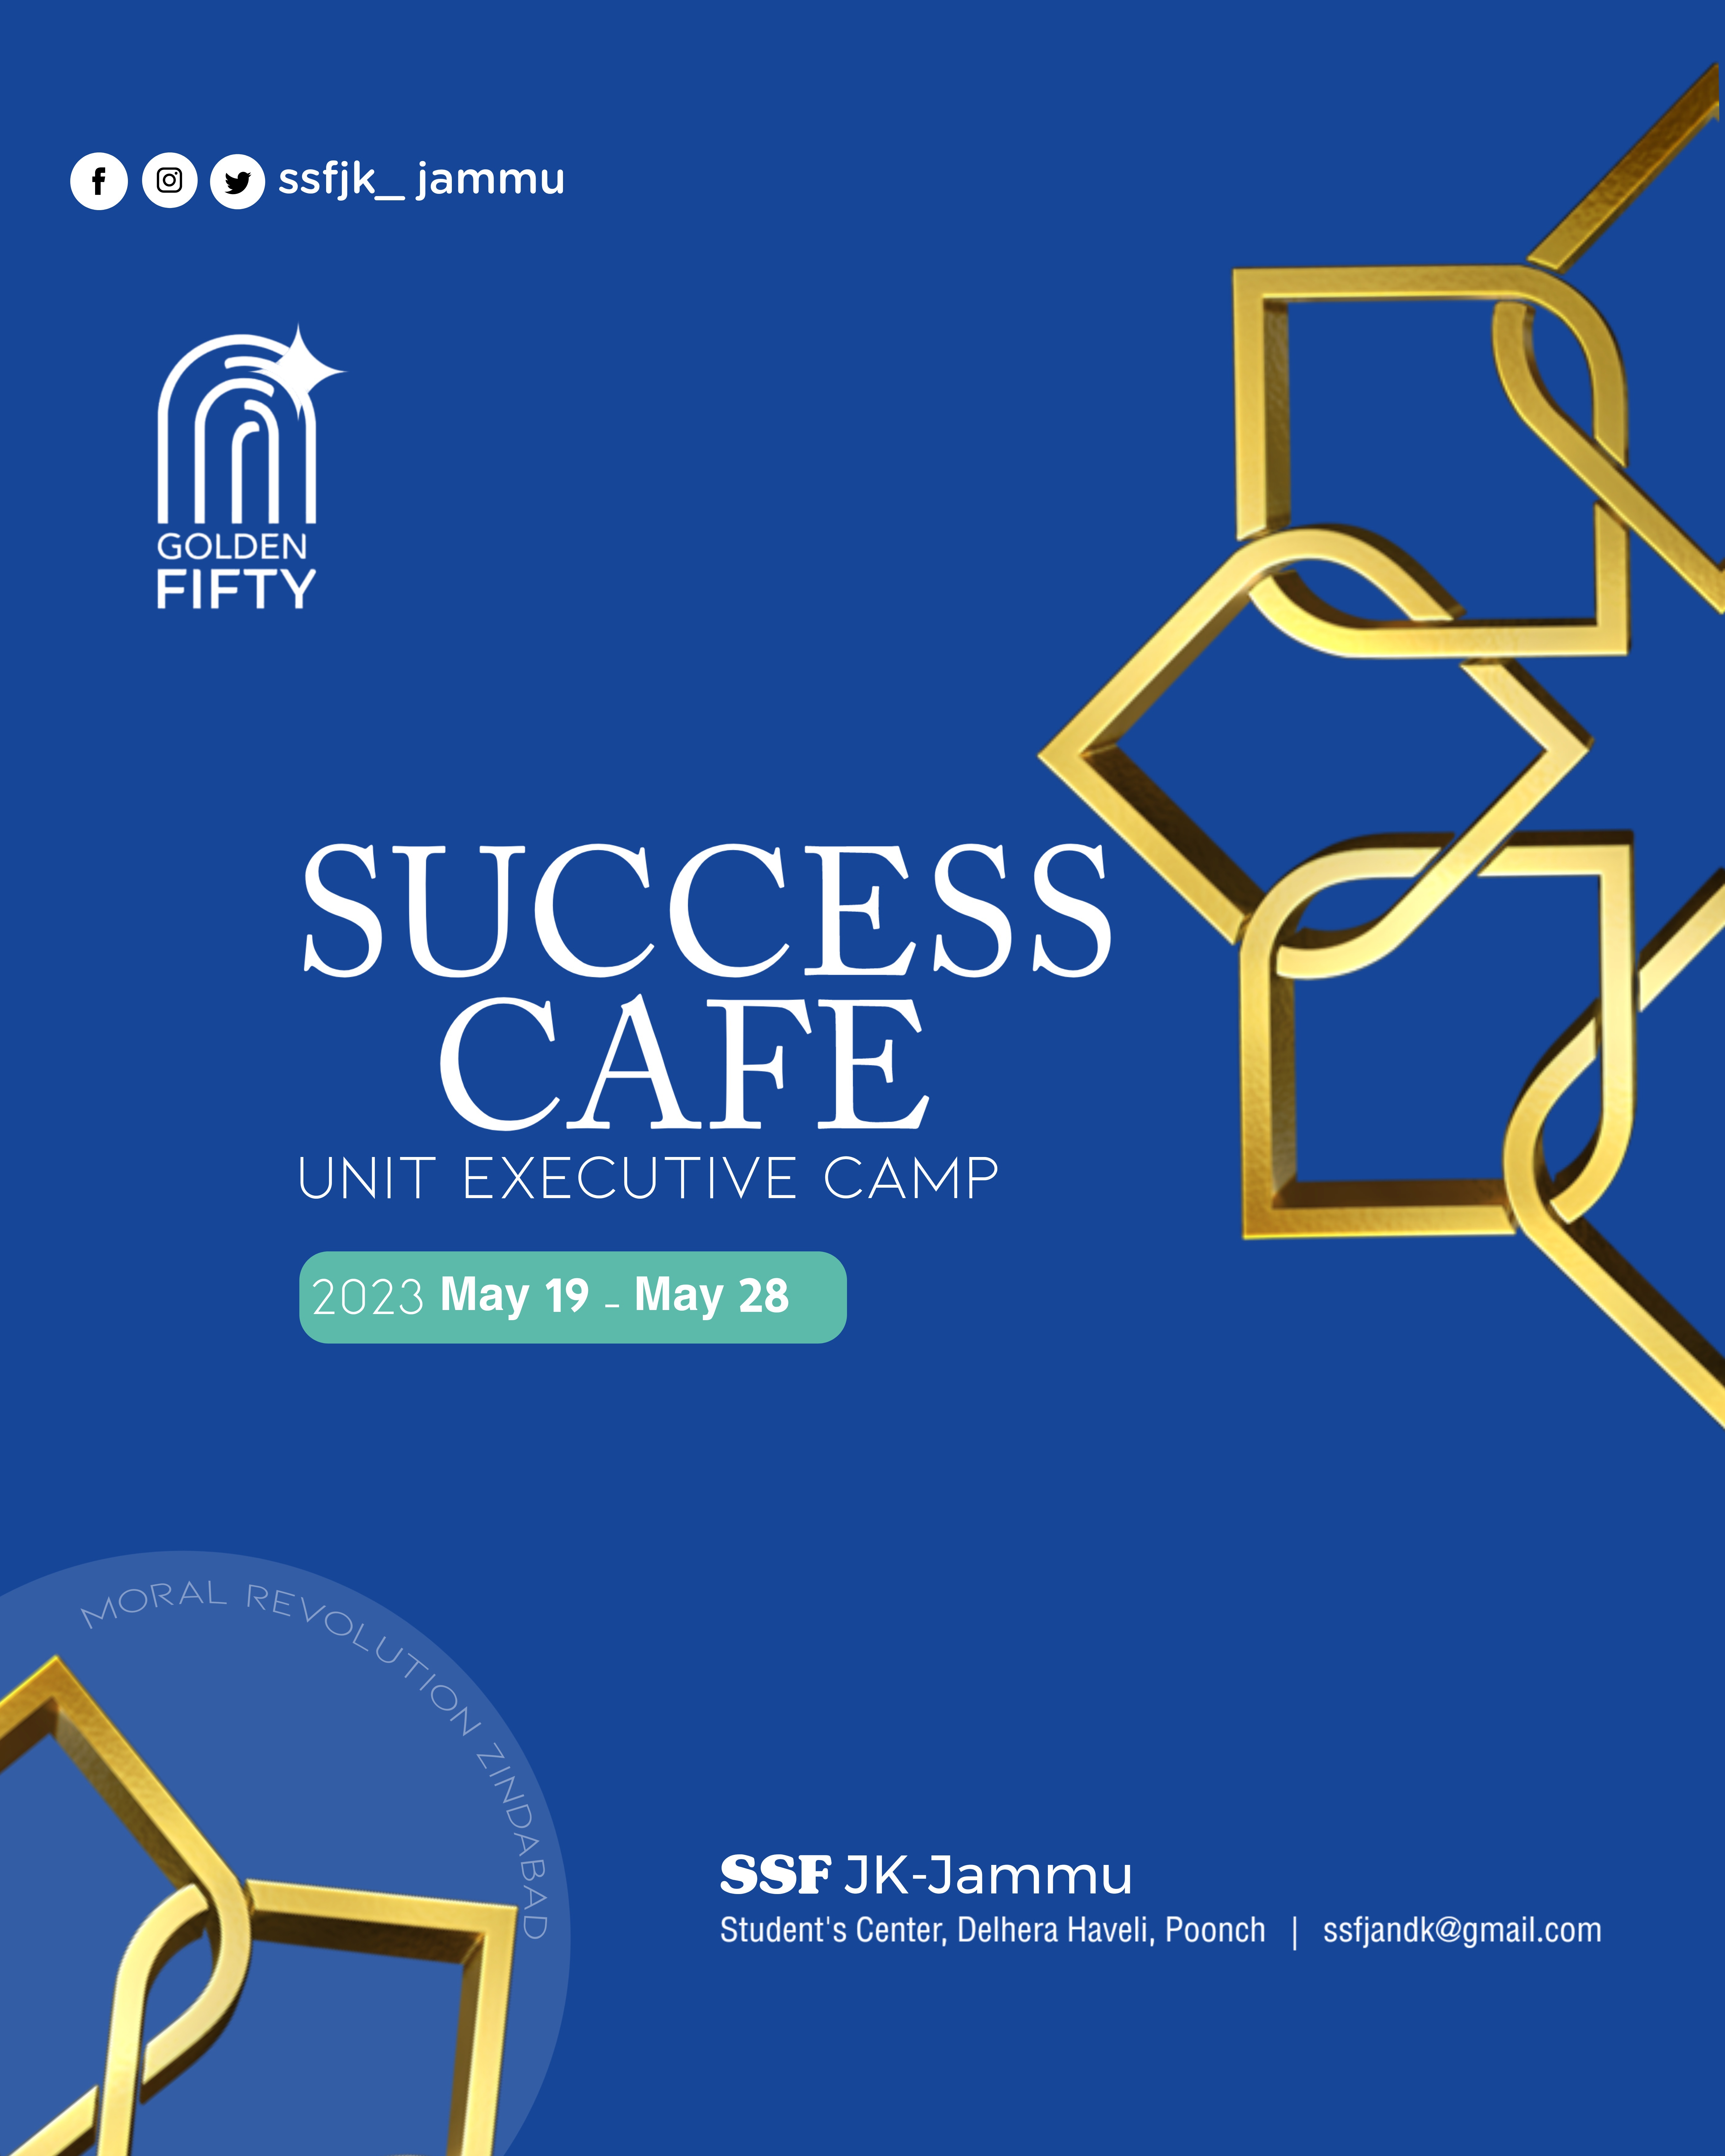 ssfjk_ jammu
GOLDEN
FIFTY
SUCCESS
CAFE
UNIT EXECUTIVE CAMP
2023 May 19 - May 28
MORAL REVOLUTION ZINDABAD
SSF JK-Jammu
Student's Center, Delhera Haveli, Poonch | ssfjandk@gmail.com